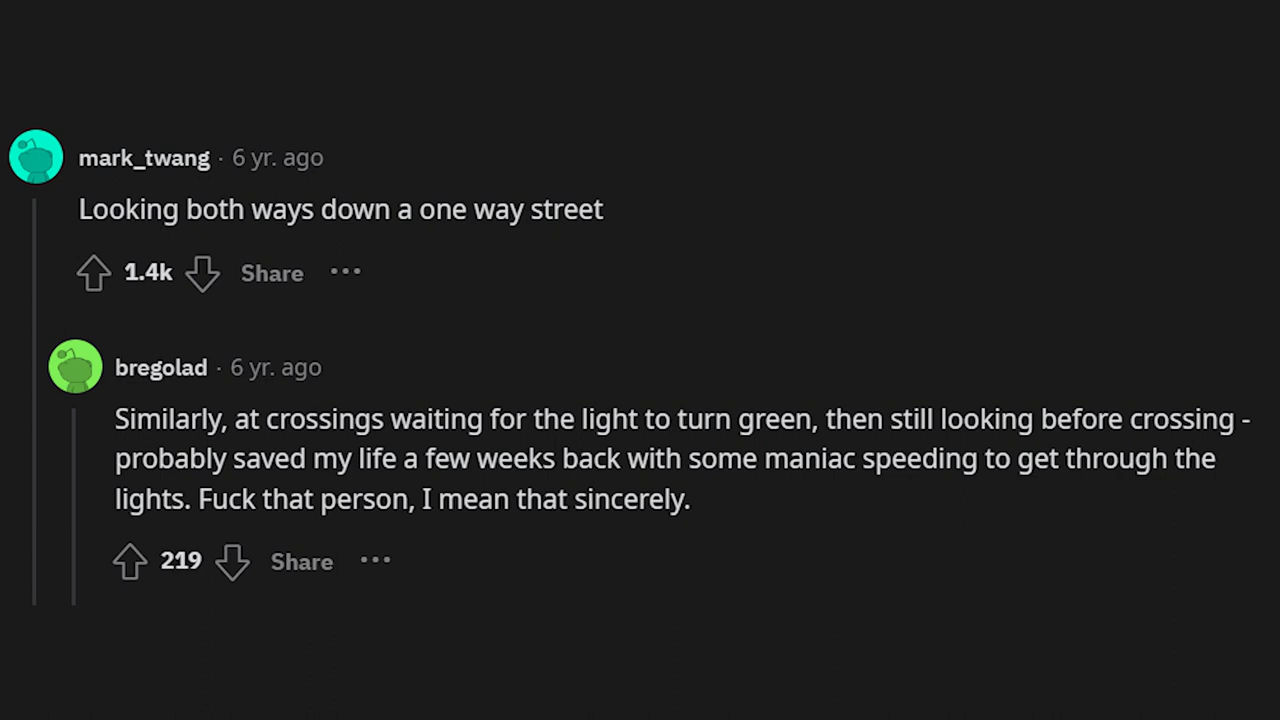 mark_twang · 6 yr. ago
Looking both ways down a one way street
1.4k Share ···
bregolad · 6 yr. ago
Similarly, at crossings waiting for the light to turn green, then still looking before crossing -
probably saved my life a few weeks back with some maniac speeding to get through the
lights. Fuck that person, I mean that sincerely.
219 Share ···